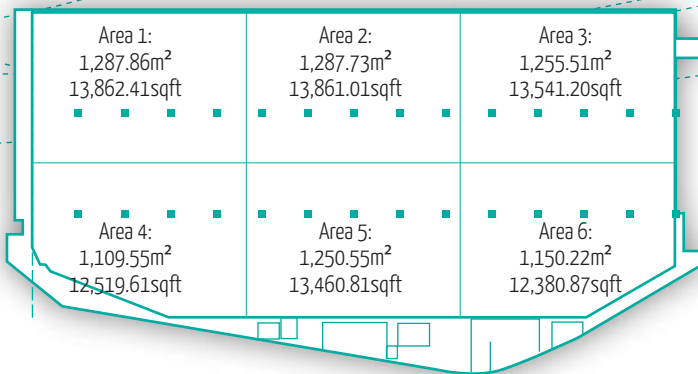 Area 1:
1,287.86m²
13,862.41sqft
Area 2:
1,287.73m²
13,861.01sqft
Area 3:
1,255.51m²
13,541.20sqft
Area 4:
1,109.55m²
12,519.61sqft
Area 5:
1,250.55m²
13,460.81sqft
Area 6:
1,150.22m²
12,380.87sqft